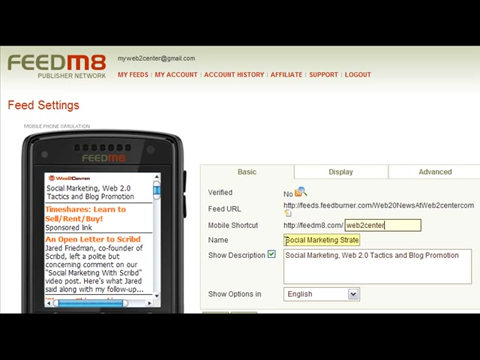 FEEDM8
PUBLISHER NETWORK
myweb2center@gmail.com
MY FEEDS | MY ACCOUNT | ACCOUNT HISTORY | AFFILIATE | SUPPORT | LOGOUT
Feed Settings
MOBILE PHONE SIMULATION
FEEDM8
Web2Center
Social Marketing, Web 2.0
Tactics and Blog Promotion
Timeshares: Learn to
Sell/Rent/Buy!
Sponsored link
An Open Letter to Scribd
Jared Friedman, co-founder of
Scribd, left a polite but
concerning comment on our
"Social Marketing With Scribd"
video post. Here's what Jared
said along with my follow-up...
Basic Display Advanced
Verified No
Feed URL http://feeds.feedburner.com/Web20NewsAtWeb2centercom
Mobile Shortcut http://feedm8.com/ web2center
Name Social Marketing Strate
Show Description Social Marketing, Web 2.0 Tactics and Blog Promotion
Show Options in English